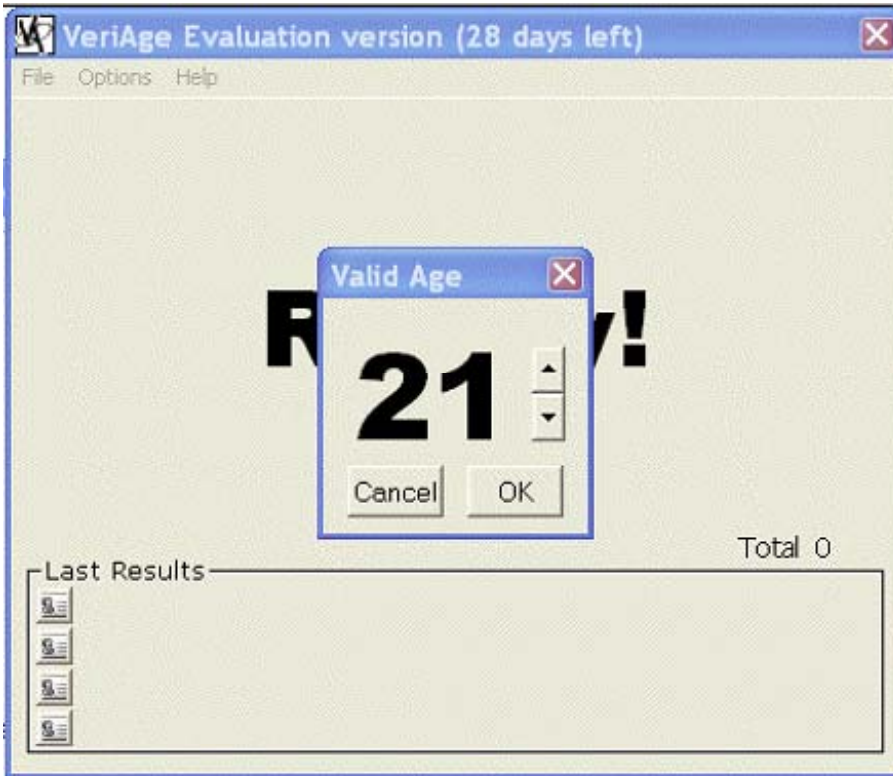 VeriAge Evaluation version (28 days left)
File Options Help
Valid Age
21
Cancel OK
Total 0
Last Results